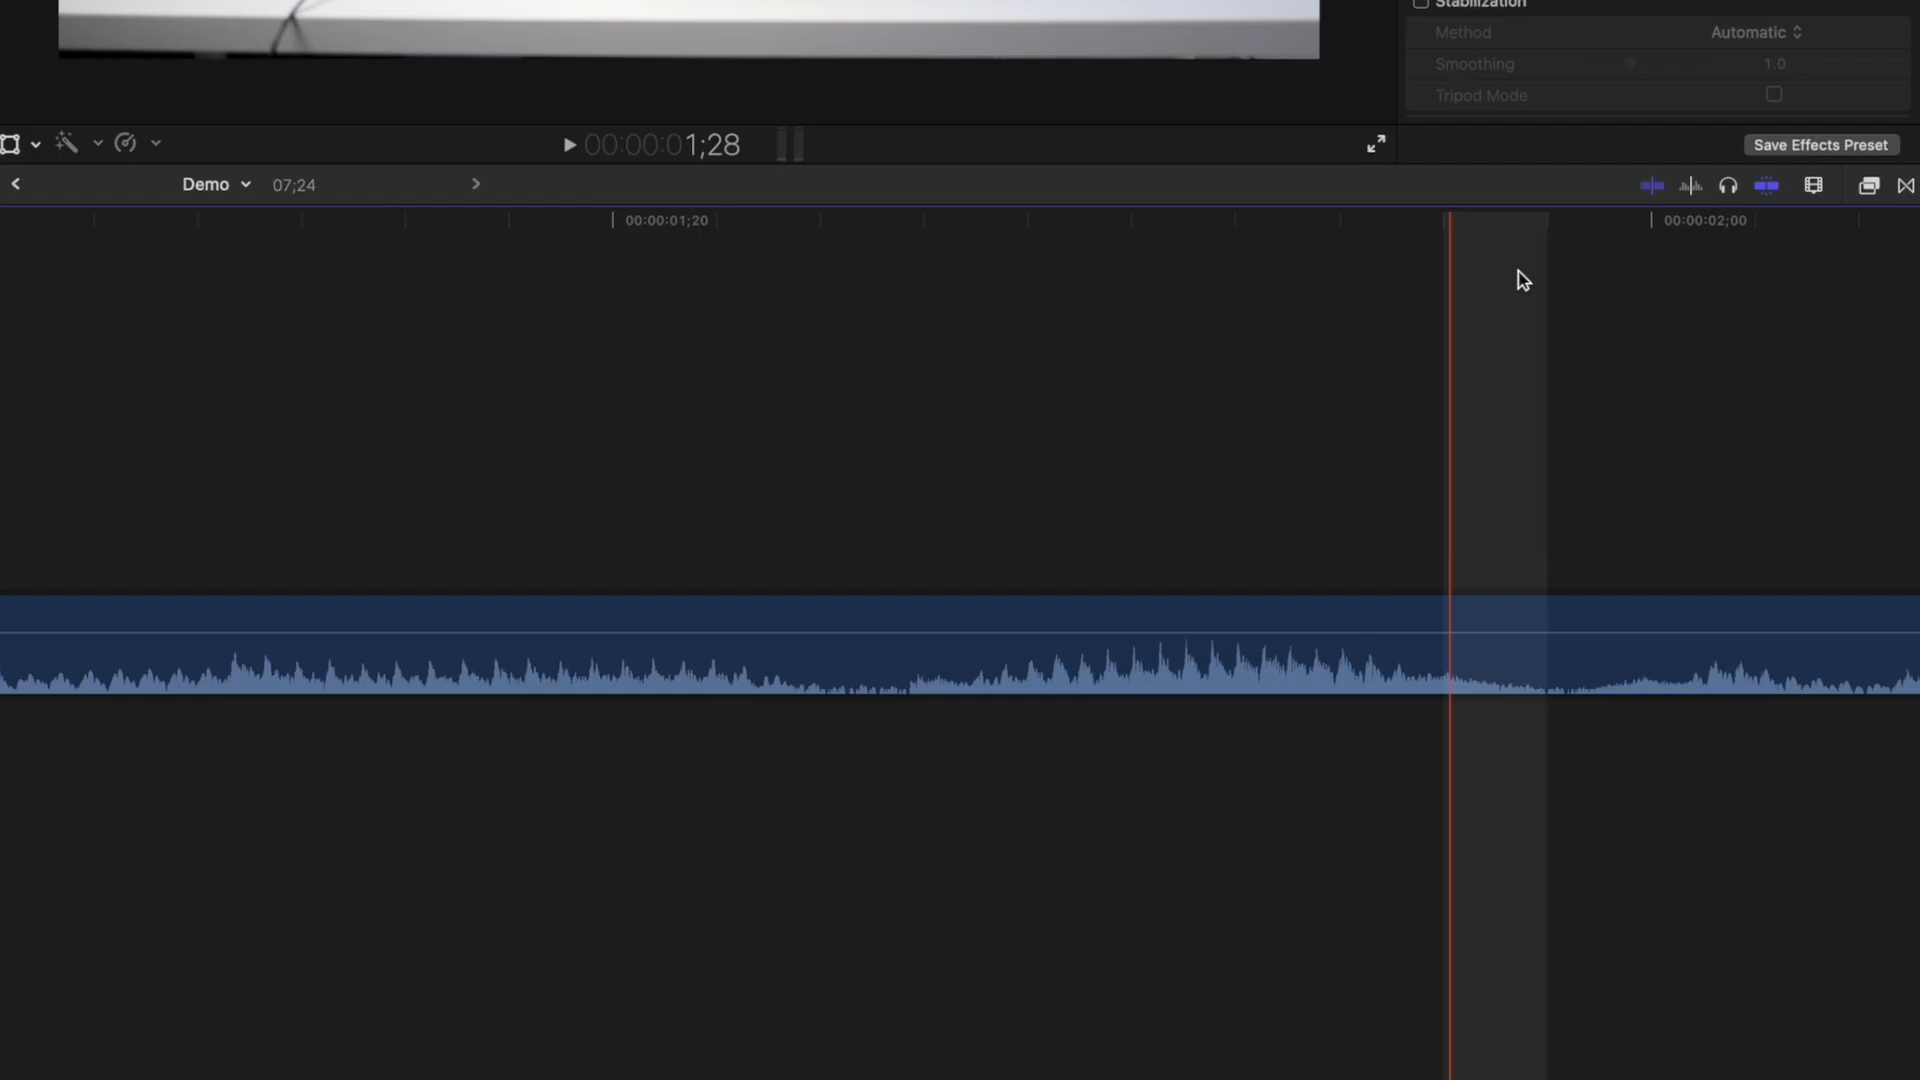 Stabilization
Method Automatic
Smoothing 1.0
Tripod Mode
00:00:01;28
Save Effects Preset
Demo 07;24
00:00:01;20 00:00:02;00